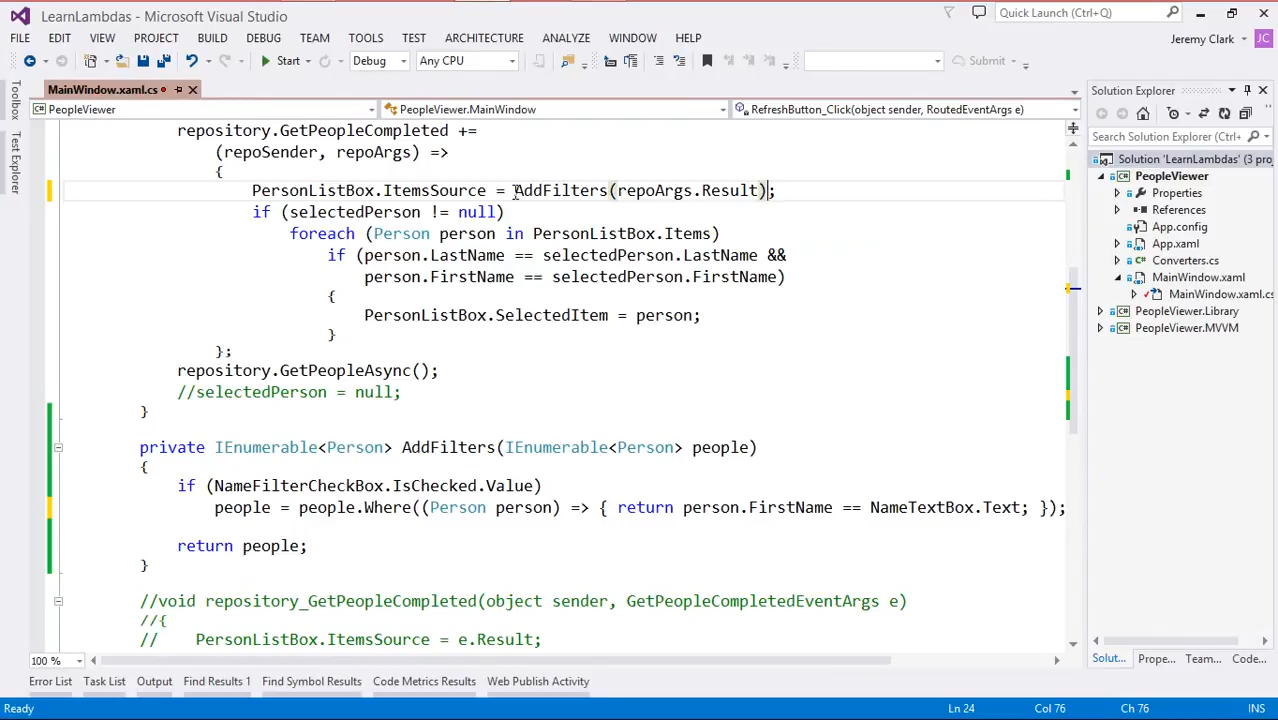 LearnLambdas - Microsoft Visual Studio
Quick Launch (Ctrl+Q)
FILE EDIT VIEW PROJECT BUILD DEBUG TEAM TOOLS TEST ARCHITECTURE ANALYZE WINDOW HELP
Jeremy Clark JC
Start Debug Any CPU Submit
Toolbox
Test Explorer
MainWindow.xaml.cs
PeopleViewer PeopleViewer.MainWindow RefreshButton_Click(object sender, RoutedEventArgs e)
repository.GetPeopleCompleted +=
(repoSender, repoArgs) =>
{
PersonListBox.ItemsSource = AddFilters(repoArgs.Result);
if (selectedPerson != null)
foreach (Person person in PersonListBox.Items)
if (person.LastName == selectedPerson.LastName &&
person.FirstName == selectedPerson.FirstName)
{
PersonListBox.SelectedItem = person;
}
};
repository.GetPeopleAsync();
//selectedPerson = null;
}
private IEnumerable<Person> AddFilters(IEnumerable<Person> people)
{
if (NameFilterCheckBox.IsChecked.Value)
people = people.Where((Person person) => { return person.FirstName == NameTextBox.Text; });
return people;
}
//void repository_GetPeopleCompleted(object sender, GetPeopleCompletedEventArgs e)
//{
// PersonListBox.ItemsSource = e.Result;
100 %
Solution Explorer
Search Solution Explorer (Ctrl+
Solution 'LearnLambdas' (3 pro
PeopleViewer
Properties
References
App.config
App.xaml
Converters.cs
MainWindow.xaml
MainWindow.xaml.cs
PeopleViewer.Library
PeopleViewer.MVVM
Solut... Prope... Team... Code...
Error List Task List Output Find Results 1 Find Symbol Results Code Metrics Results Web Publish Activity
Ready Ln 24 Col 76 Ch 76 INS